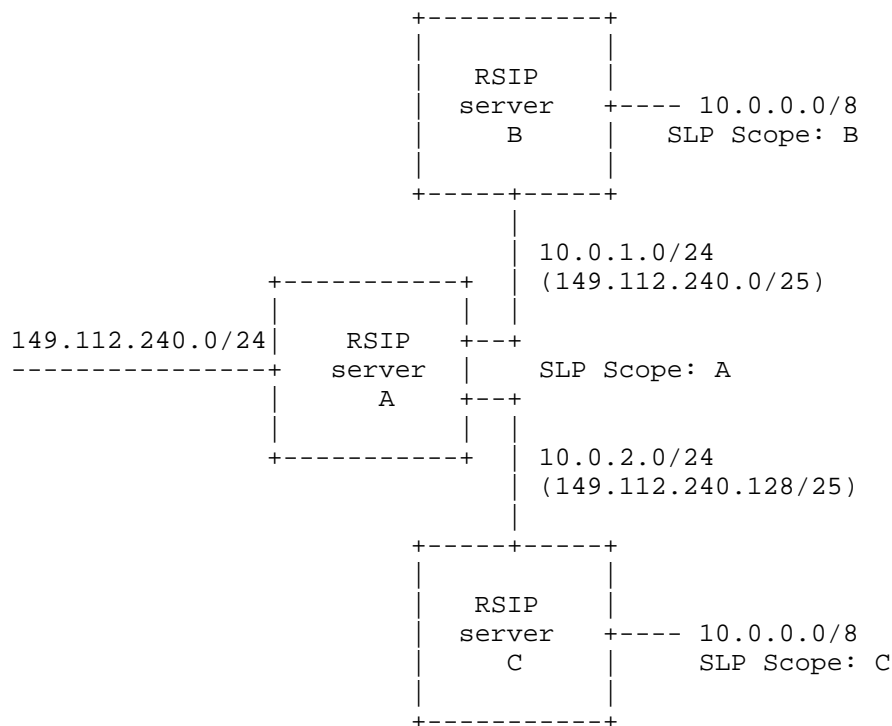 RSIP
server
B
10.0.0.0/8
SLP Scope: B
10.0.1.0/24
(149.112.240.0/25)
149.112.240.0/24
RSIP
server
A
SLP Scope: A
10.0.2.0/24
(149.112.240.128/25)
RSIP
server
C
10.0.0.0/8
SLP Scope: C